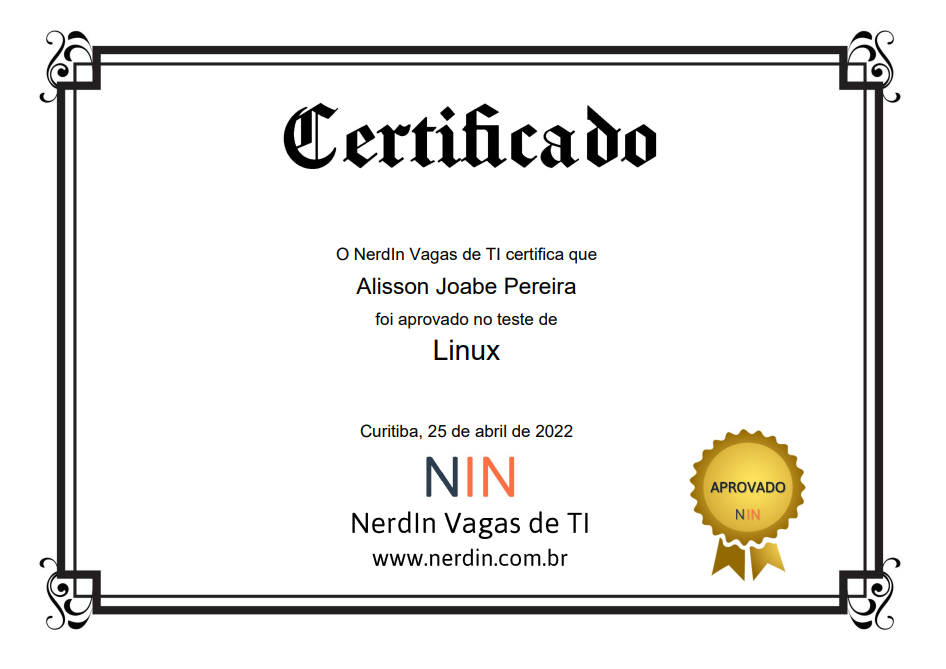 Certificado
O NerdIn Vagas de TI certifica que
Alisson Joabe Pereira
foi aprovado no teste de
Linux
Curitiba, 25 de abril de 2022
NIN
NerdIn Vagas de TI
www.nerdin.com.br
APROVADO
NIN